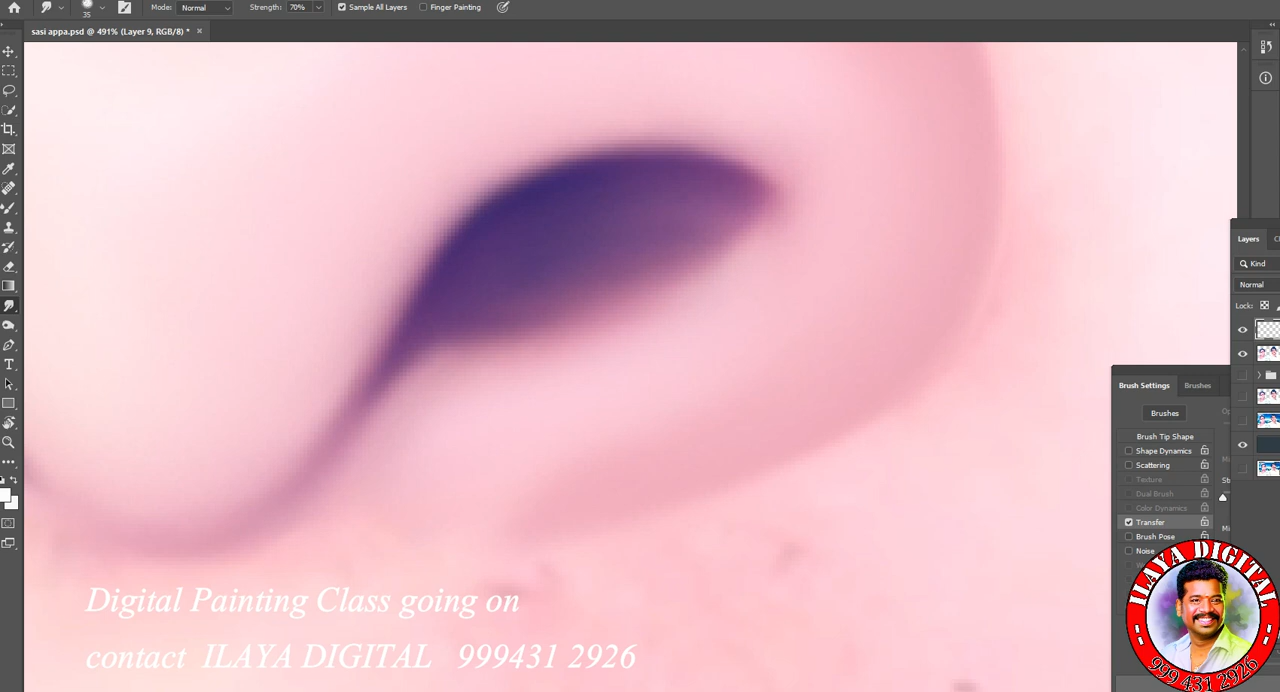 35
Mode: Normal
Strength: 70%
Sample All Layers
Finger Painting
sasi appa.psd @ 491% (Layer 9, RGB/8) *
Layers
Kind
Normal
Lock:
Brush Settings
Brushes
Brushes
Brush Tip Shape
Shape Dynamics
Scattering
Texture
Dual Brush
Color Dynamics
Transfer
Brush Pose
Noise
Digital Painting Class going on
contact ILAYA DIGITAL 999431 2926
ILAYA DIGITAL
999 431 2926